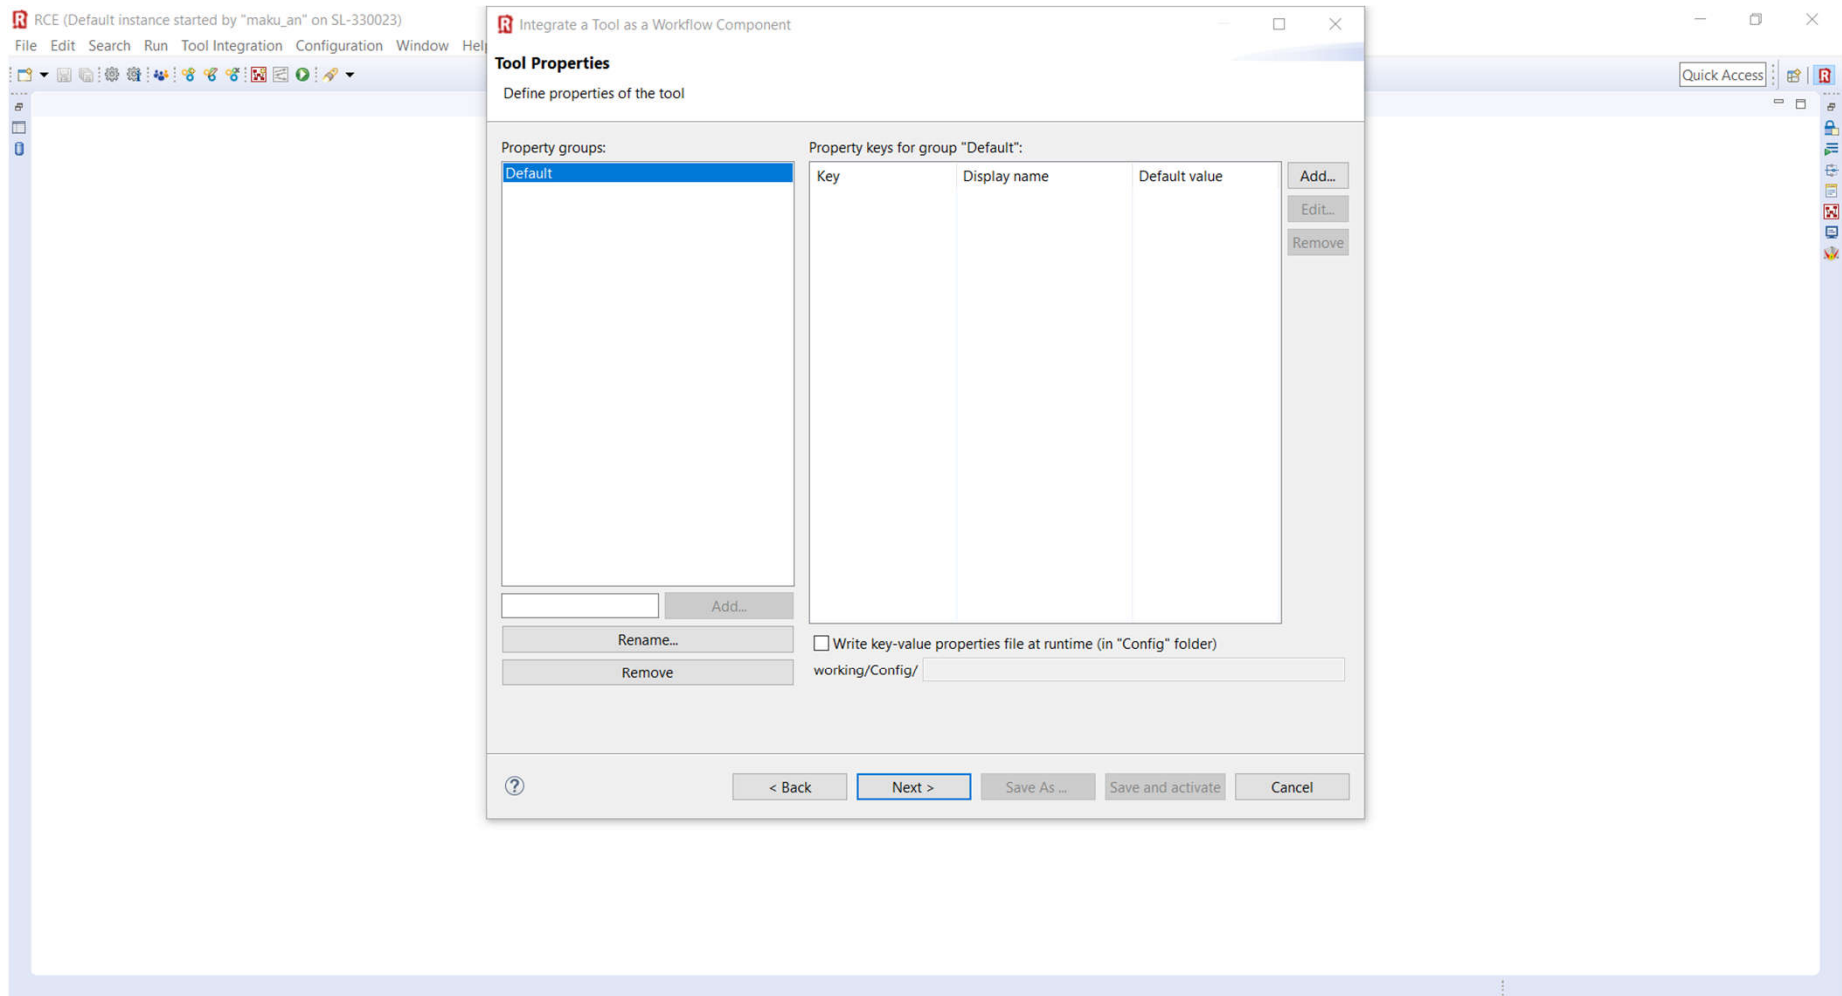 RCE (Default instance started by "maku_an" on SL-330023)
File Edit Search Run Tool Integration Configuration Window Help
Quick Access
Integrate a Tool as a Workflow Component
Tool Properties
Define properties of the tool
Property groups:
Default
Add...
Rename...
Remove
Property keys for group "Default":
Key Display name Default value
Add...
Edit...
Remove
Write key-value properties file at runtime (in "Config" folder)
working/Config/
< Back Next > Save As ... Save and activate Cancel